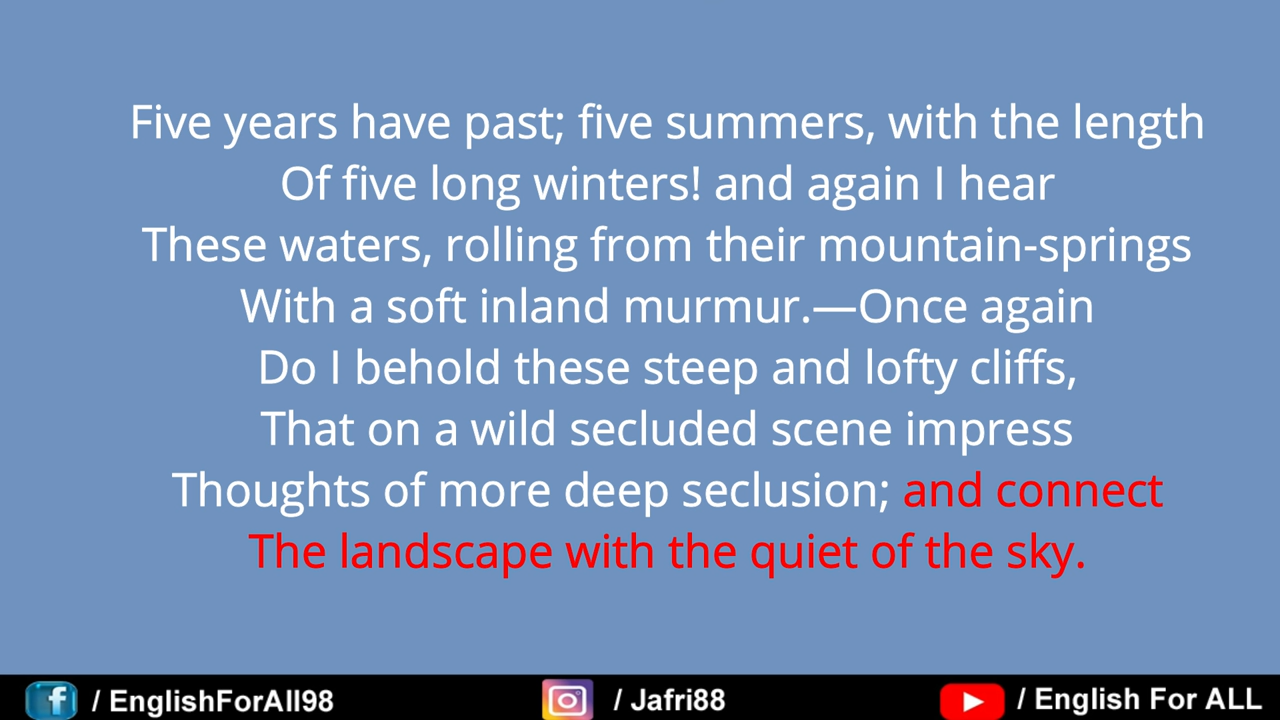 Five years have past; five summers, with the length
Of five long winters! and again I hear
These waters, rolling from their mountain-springs
With a soft inland murmur.—Once again
Do I behold these steep and lofty cliffs,
That on a wild secluded scene impress
Thoughts of more deep seclusion; and connect
The landscape with the quiet of the sky.
/ EnglishForAll98 / Jafri88 / English For ALL